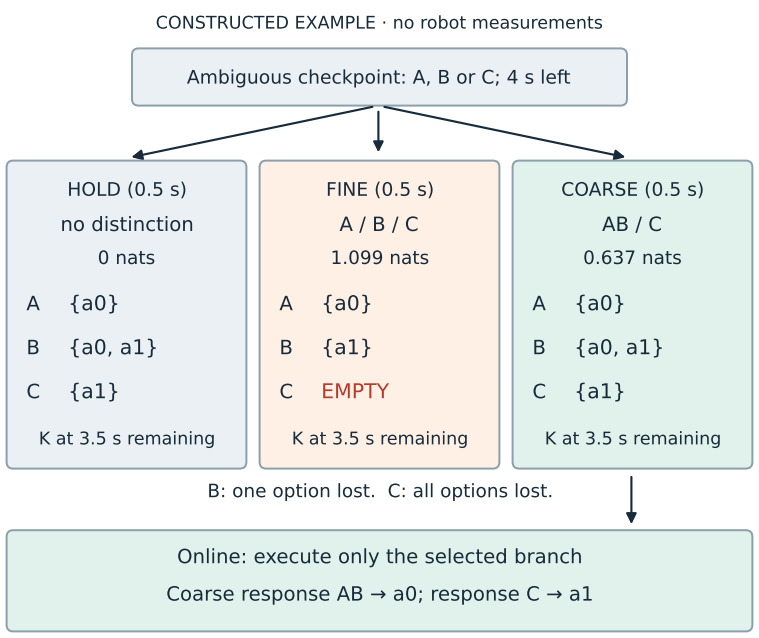 CONSTRUCTED EXAMPLE · no robot measurements
Ambiguous checkpoint: A, B or C; 4 s left
HOLD (0.5 s)
no distinction
0 nats
A {a0}
B {a0, a1}
C {a1}
K at 3.5 s remaining
FINE (0.5 s)
A / B / C
1.099 nats
A {a0}
B {a1}
C EMPTY
K at 3.5 s remaining
COARSE (0.5 s)
AB / C
0.637 nats
A {a0}
B {a0, a1}
C {a1}
K at 3.5 s remaining
B: one option lost. C: all options lost.
Online: execute only the selected branch
Coarse response AB → a0; response C → a1